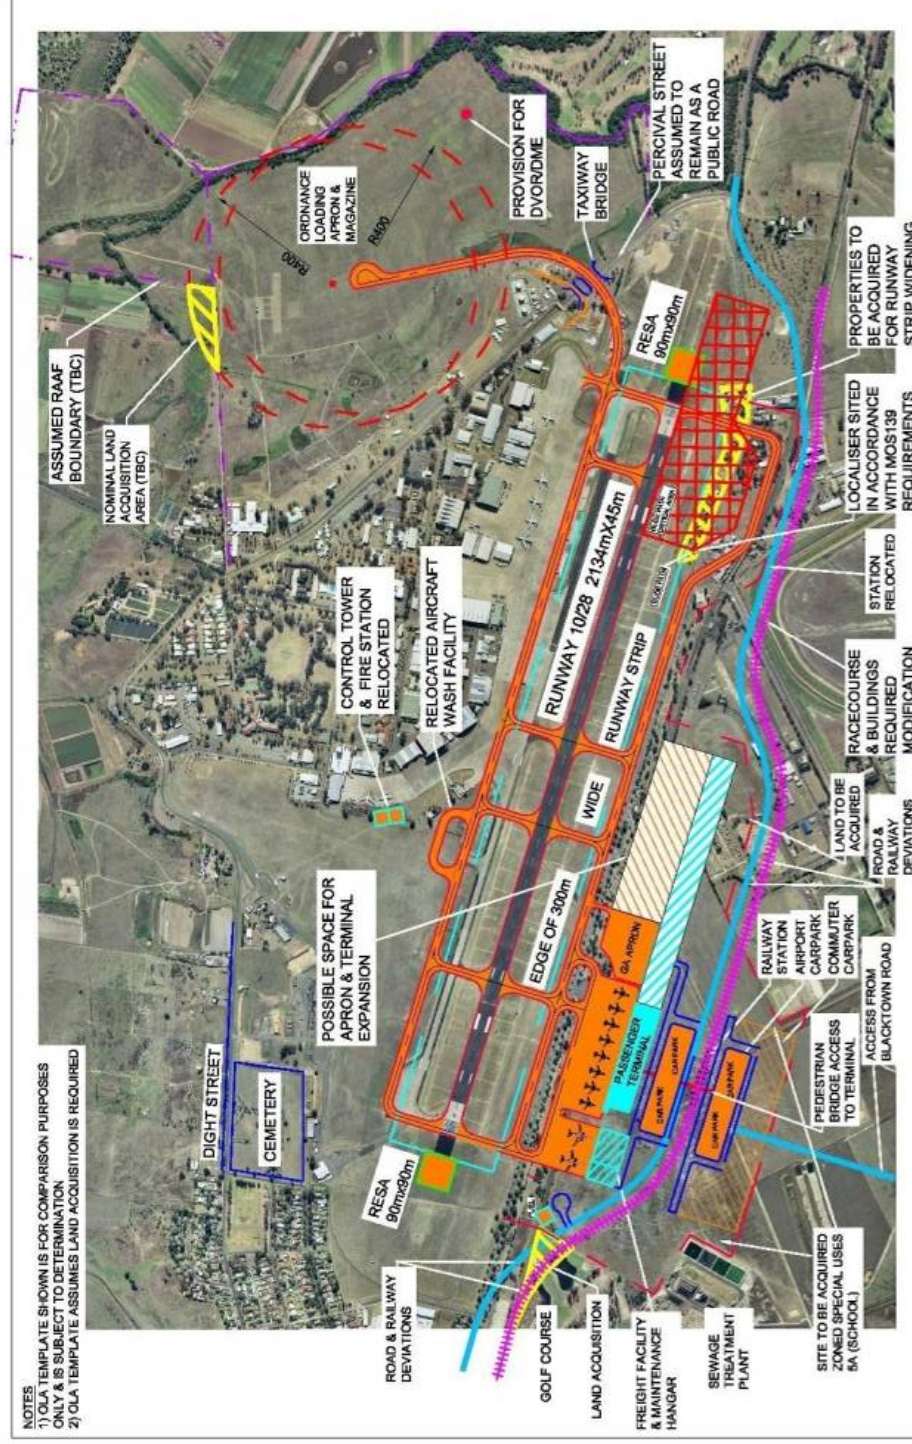 NOTES
1) OLA TEMPLATE SHOWN IS FOR COMPARISON PURPOSES
ONLY & IS SUBJECT TO DETERMINATION
2) OLA TEMPLATE ASSUMES LAND ACQUISITION IS REQUIRED
DIGHT STREET
CEMETERY
ASSUMED RAAF
BOUNDARY (TBC)
NOMINAL LAND
ACQUISITION
AREA (TBC)
ORDNANCE
LOADING
APRON &
MAGAZINE
R400
R400
PROVISION FOR
DVOR/DME
TAXIWAY
BRIDGE
PERCIVAL STREET
ASSUMED TO
REMAIN AS A
PUBLIC ROAD
POSSIBLE SPACE FOR
APRON & TERMINAL
EXPANSION
CONTROL TOWER
& FIRE STATION
RELOCATED
RELOCATED AIRCRAFT
WASH FACILITY
RESA
90mx90m
RESA
90mx90m
RUNWAY 10/28 2134mX45m
EDGE OF 300m
WIDE
RUNWAY STRIP
GA APRON
PASSENGER
TERMINAL
CAR PARK
CAR PARK
CAR PARK
CAR PARK
ROAD & RAILWAY
DEVIATIONS
GOLF COURSE
LAND ACQUISITION
FREIGHT FACILITY
& MAINTENANCE
HANGAR
SEWAGE
TREATMENT
PLANT
SITE TO BE ACQUIRED
ZONED SPECIAL USES
5A (SCHOOL)
PEDESTRIAN
BRIDGE ACCESS
TO TERMINAL
ACCESS FROM
BLACKTOWN ROAD
RAILWAY
STATION
AIRPORT
CARPARK
COMMUTER
CARPARK
LAND TO BE
ACQUIRED
ROAD &
RAILWAY
DEVIATIONS
RACECOURSE
& BUILDINGS
REQUIRED
MODIFICATION
STATION
RELOCATED
LOCALISER SITED
IN ACCORDANCE
WITH MOS139
REQUIREMENTS
PROPERTIES TO
BE ACQUIRED
FOR RUNWAY
STRIP WIDENING